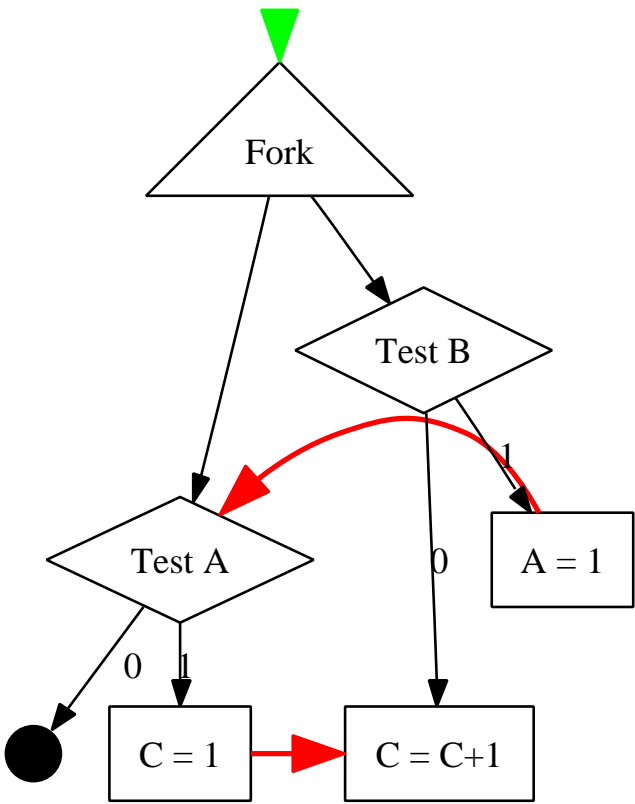 Fork
Test B
1
Test A
0
A = 1
0
1
C = 1
C = C+1